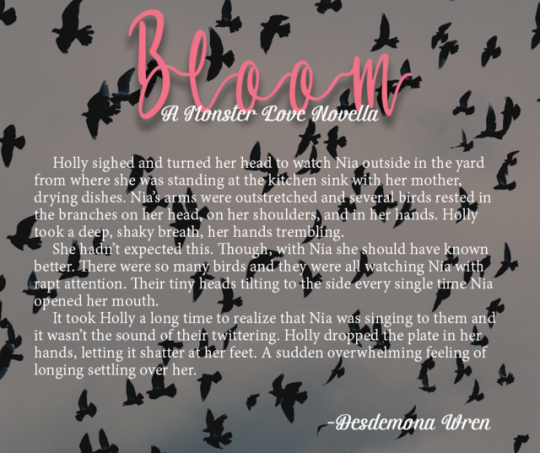 Bloom
A Monster Love Novella
Holly sighed and turned her head to watch Nia outside in the yard
from where she was standing at the kitchen sink with her mother,
drying dishes. Nia's arms were outstretched and several birds rested in
the branches on her head, on her shoulders, and in her hands. Holly
took a deep, shaky breath, her hands trembling.
She hadn't expected this. Though, with Nia she should have known
better. There were so many birds and they were all watching Nia with
rapt attention. Their tiny heads tilting to the side every single time Nia
opened her mouth.
It took Holly a long time to realize that Nia was singing to them and
it wasn't the sound of their twittering. Holly dropped the plate in her
hands, letting it shatter at her feet. A sudden overwhelming feeling of
longing settling over her.
-Desdemona Wren